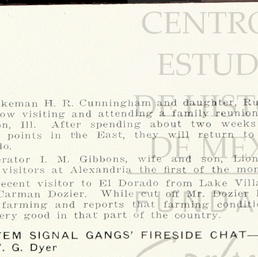 CENTRO
ESTUD
DE
DE M
FUNDA
keman H. R. Cunningham and daughter, Ru
ow visiting and attending a family reunion
on, Ill. After spending about two weeks
points in the East, they will return to
do.
erator I. M. Gibbons, wife and son, Lion
visitors at Alexandria the first of the mon
ecent visitor to El Dorado from Lake Villa
Carman Dozier. While cut off Mr. Dozier i
farming and reports that farming conditio
ery good in that part of the country.
TEM SIGNAL GANGS' FIRESIDE CHAT—
. G. Dyer